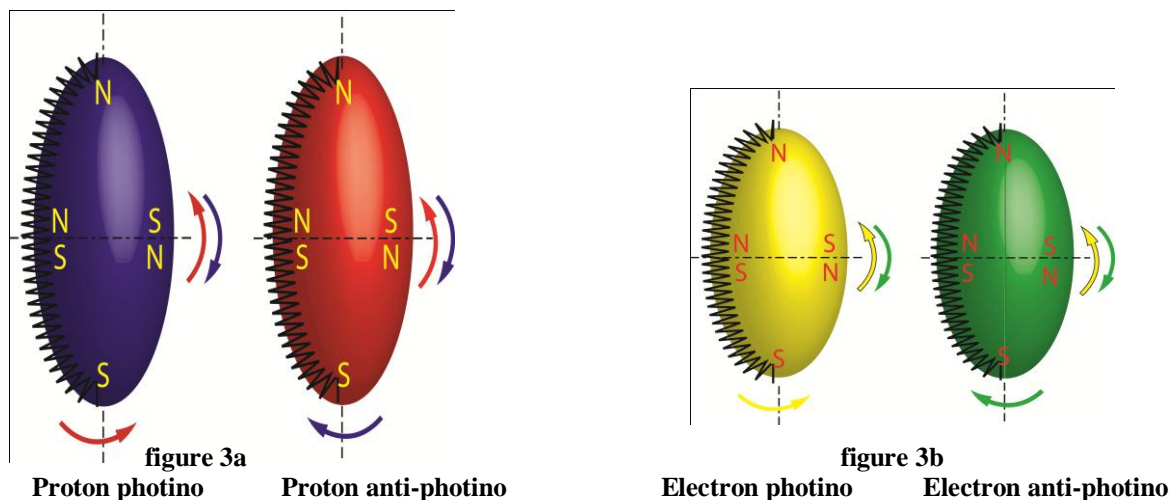 N N
N S N S
S N S N
S S
figure 3a
Proton photino Proton anti-photino
N N
N S N S
S N S N
S S
figure 3b
Electron photino Electron anti-photino